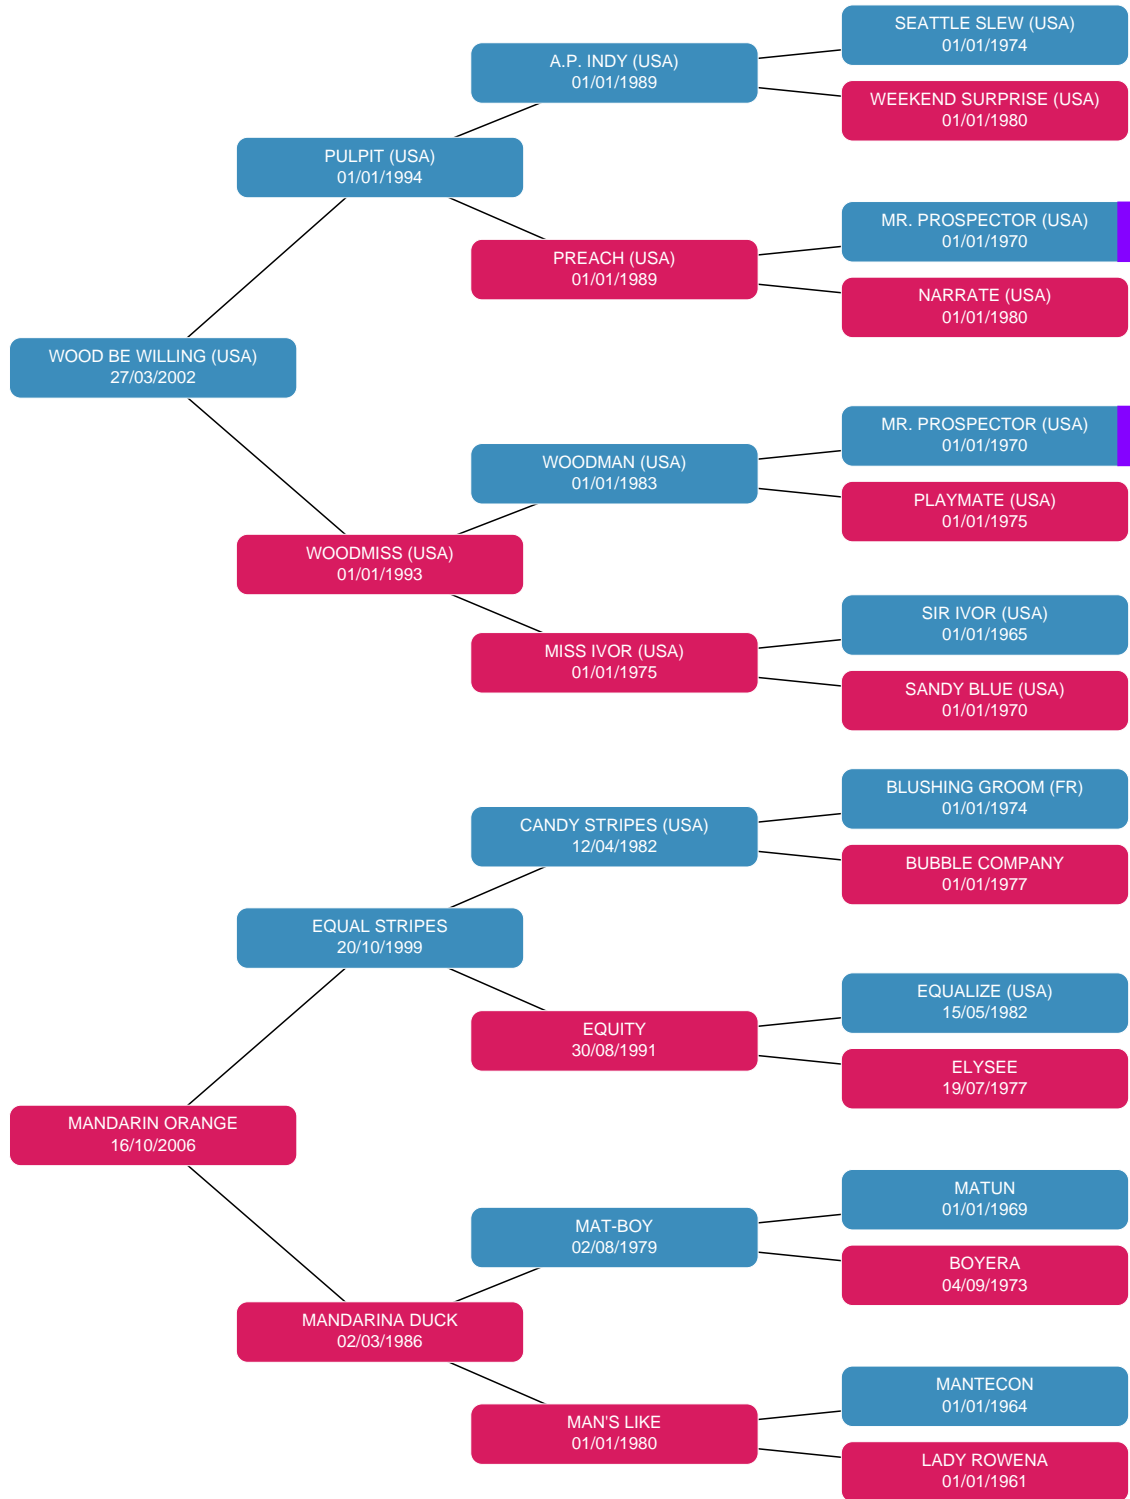 SEATTLE SLEW (USA)
01/01/1974
A.P. INDY (USA)
01/01/1989
WEEKEND SURPRISE (USA)
01/01/1980
PULPIT (USA)
01/01/1994
MR. PROSPECTOR (USA)
01/01/1970
PREACH (USA)
01/01/1989
NARRATE (USA)
01/01/1980
WOOD BE WILLING (USA)
27/03/2002
MR. PROSPECTOR (USA)
01/01/1970
WOODMAN (USA)
01/01/1983
PLAYMATE (USA)
01/01/1975
WOODMISS (USA)
01/01/1993
SIR IVOR (USA)
01/01/1965
MISS IVOR (USA)
01/01/1975
SANDY BLUE (USA)
01/01/1970
BLUSHING GROOM (FR)
01/01/1974
CANDY STRIPES (USA)
12/04/1982
BUBBLE COMPANY
01/01/1977
EQUAL STRIPES
20/10/1999
EQUALIZE (USA)
15/05/1982
EQUITY
30/08/1991
ELYSEE
19/07/1977
MANDARIN ORANGE
16/10/2006
MATUN
01/01/1969
MAT-BOY
02/08/1979
BOYERA
04/09/1973
MANDARINA DUCK
02/03/1986
MANTECON
01/01/1964
MAN'S LIKE
01/01/1980
LADY ROWENA
01/01/1961